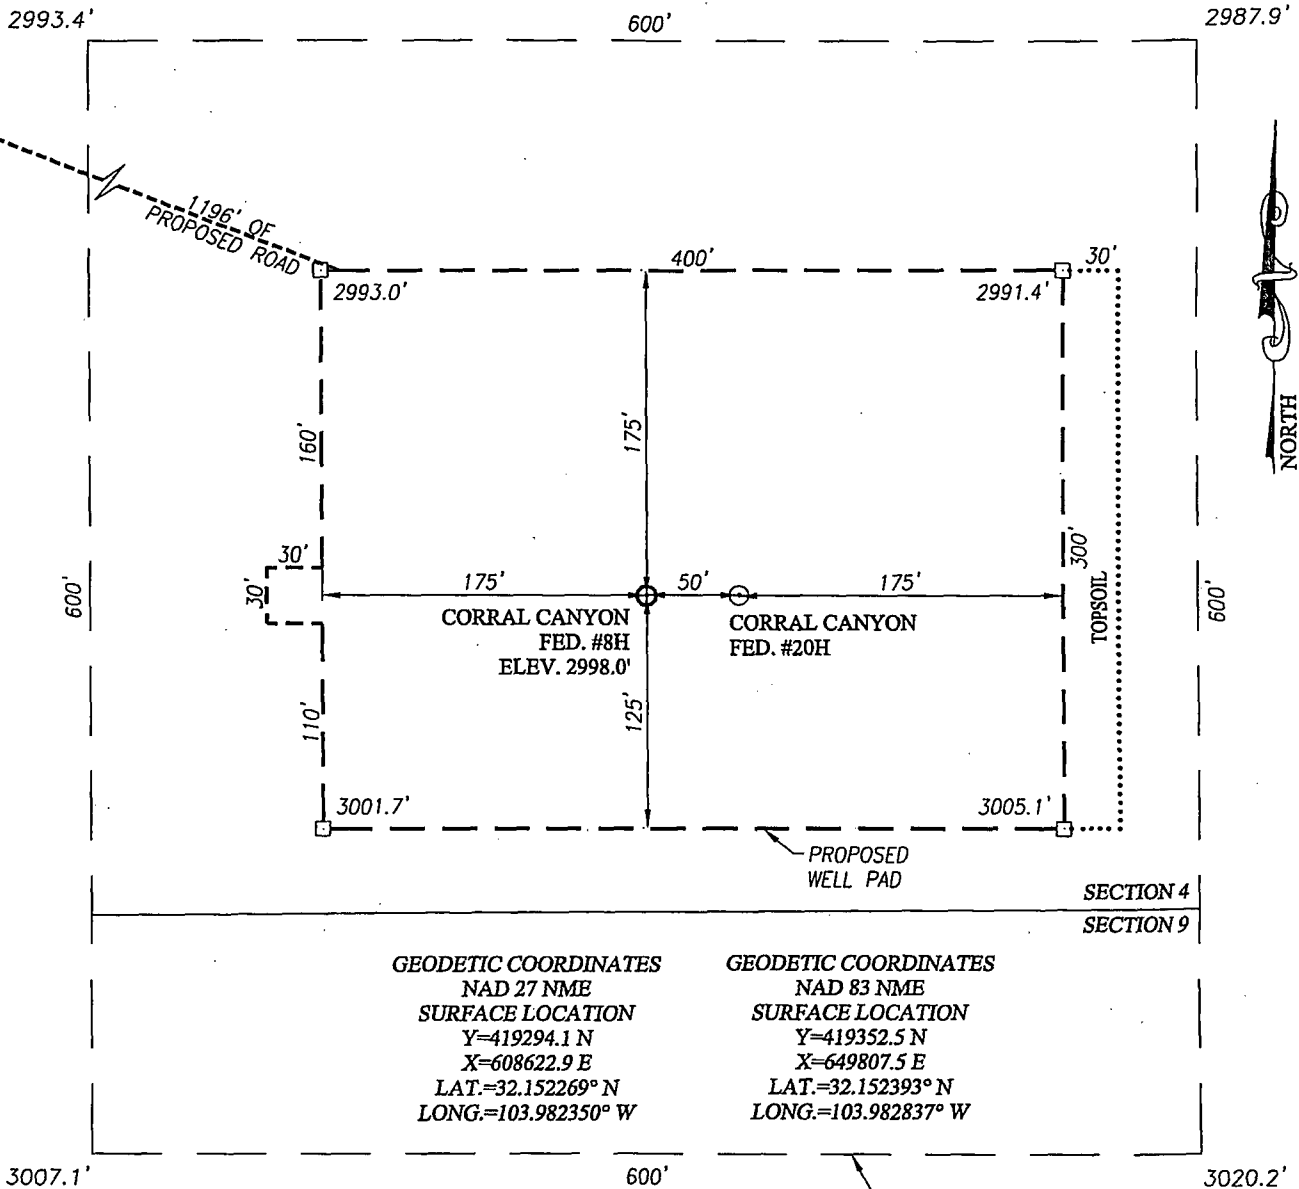 2993.4'
600'
2987.9'
1196' OF
PROPOSED ROAD
400'
30'
2993.0'
2991.4'
NORTH
160'
175'
300'
30'
30'
175'
50'
175'
600'
600'
TOPSOIL
CORRAL CANYON
FED. #8H
ELEV. 2998.0'
CORRAL CANYON
FED. #20H
110'
125'
3001.7'
3005.1'
PROPOSED
WELL PAD
SECTION 4
SECTION 9
GEODETIC COORDINATES
NAD 27 NME
SURFACE LOCATION
Y=419294.1 N
X=608622.9 E
LAT.=32.152269° N
LONG.=103.982350° W
GEODETIC COORDINATES
NAD 83 NME
SURFACE LOCATION
Y=419352.5 N
X=649807.5 E
LAT.=32.152393° N
LONG.=103.982837° W
3007.1'
600'
3020.2'